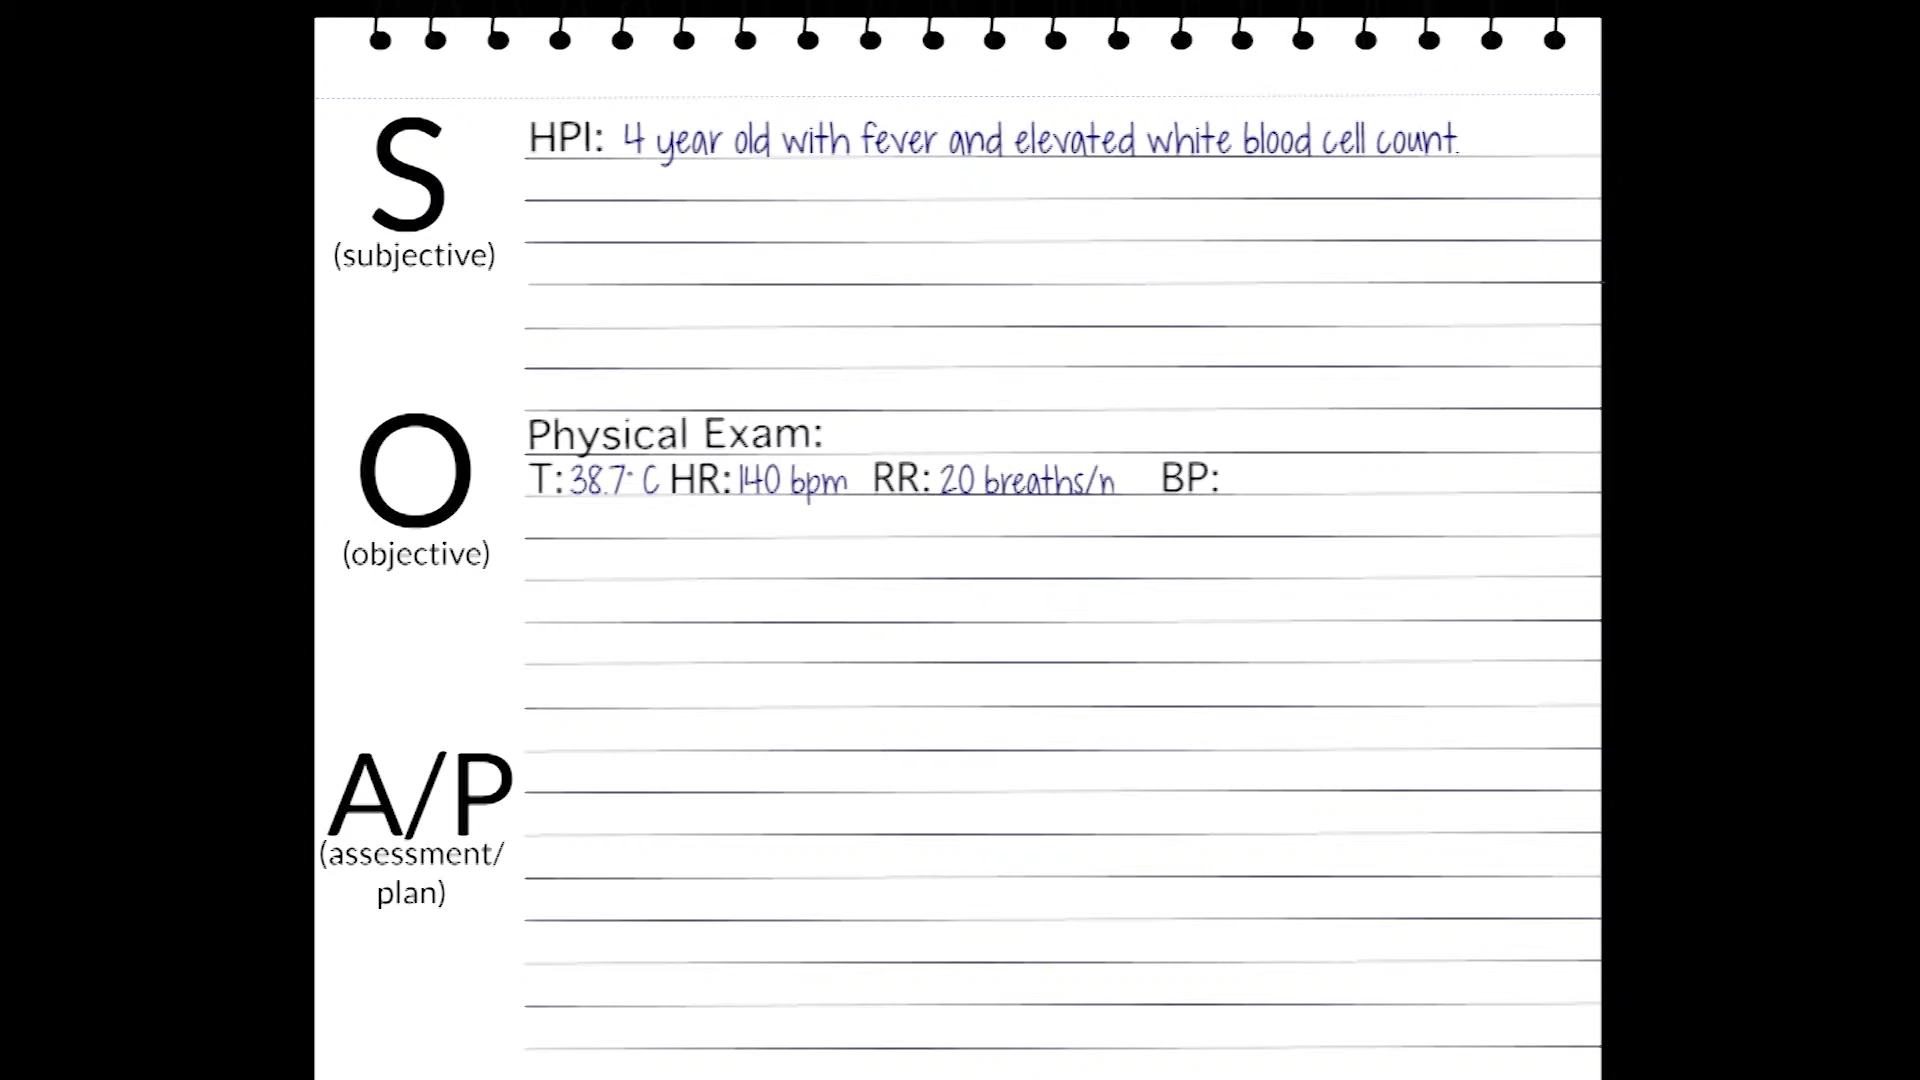 S
(subjective)
HPI: 4 year old with fever and elevated white blood cell count.
O
(objective)
Physical Exam:
T: 38.7° C HR: 140 bpm RR: 20 breaths/n BP:
A/P
(assessment/
plan)